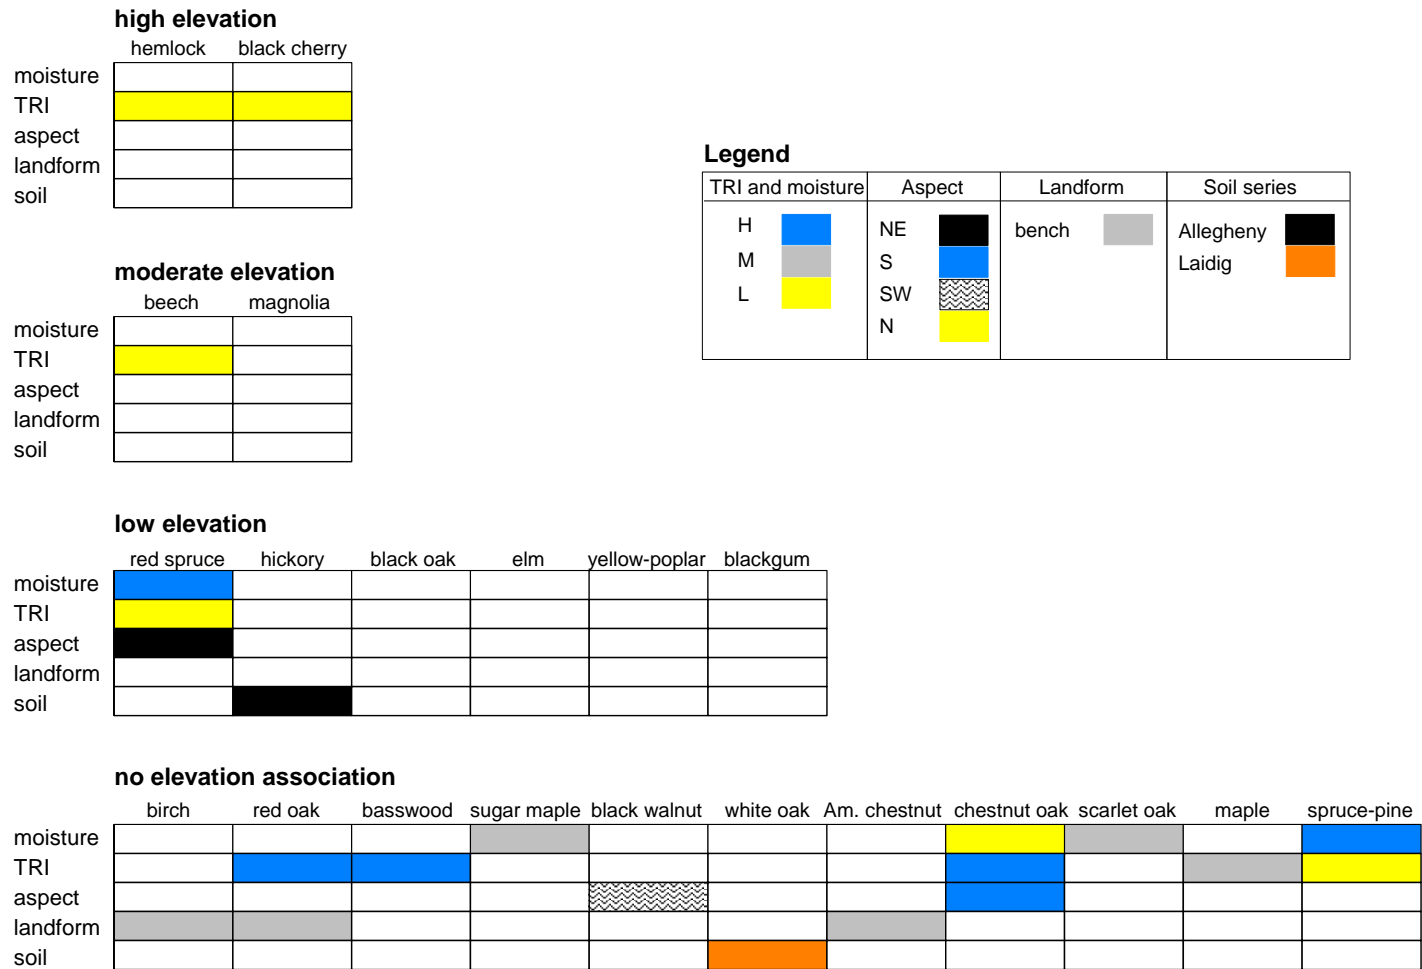 high elevation
hemlock black cherry
moisture
TRI
aspect
landform
soil
Legend
TRI and moisture Aspect Landform Soil series
H NE bench Allegheny
M S Laidig
L SW
N
moderate elevation
beech magnolia
moisture
TRI
aspect
landform
soil
low elevation
red spruce hickory black oak elm yellow-poplar blackgum
moisture
TRI
aspect
landform
soil
no elevation association
birch red oak basswood sugar maple black walnut white oak Am. chestnut chestnut oak scarlet oak maple spruce-pine
moisture
TRI
aspect
landform
soil